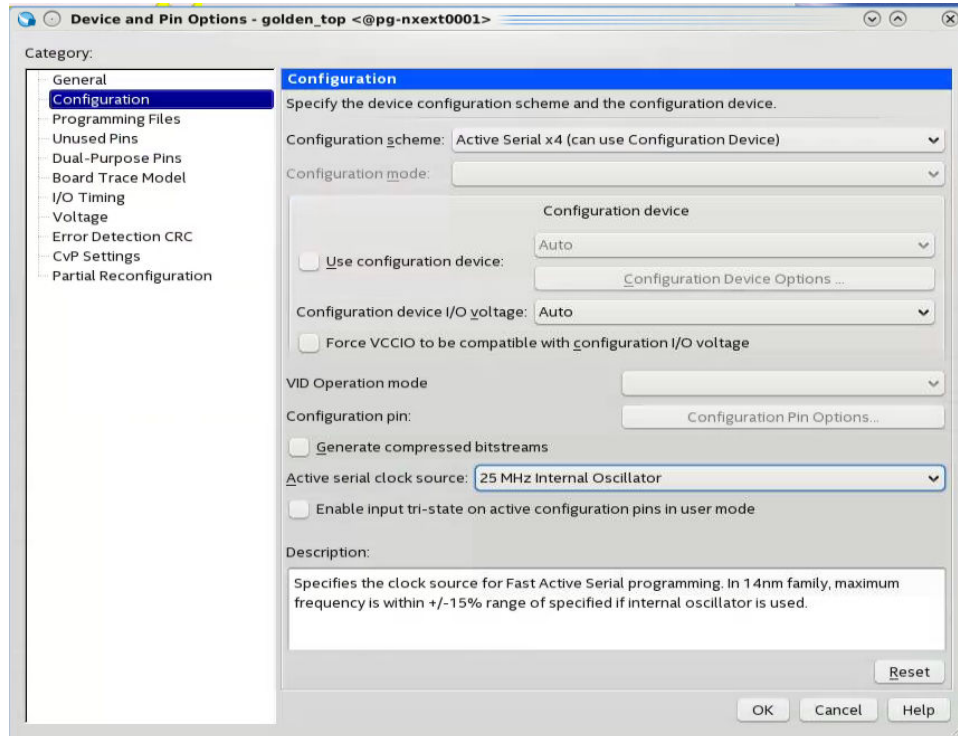 Device and Pin Options - golden_top <@pg-nxext0001>
Category:
General
Configuration
Programming Files
Unused Pins
Dual-Purpose Pins
Board Trace Model
I/O Timing
Voltage
Error Detection CRC
CvP Settings
Partial Reconfiguration
Configuration
Specify the device configuration scheme and the configuration device.
Configuration scheme: Active Serial x4 (can use Configuration Device)
Configuration mode:
Configuration device
Auto
Use configuration device:
Configuration Device Options ...
Configuration device I/O voltage: Auto
Force VCCIO to be compatible with configuration I/O voltage
VID Operation mode
Configuration pin: Configuration Pin Options...
Generate compressed bitstreams
Active serial clock source: 25 MHz Internal Oscillator
Enable input tri-state on active configuration pins in user mode
Description:
Specifies the clock source for Fast Active Serial programming. In 14nm family, maximum
frequency is within +/-15% range of specified if internal oscillator is used.
Reset
OK Cancel Help